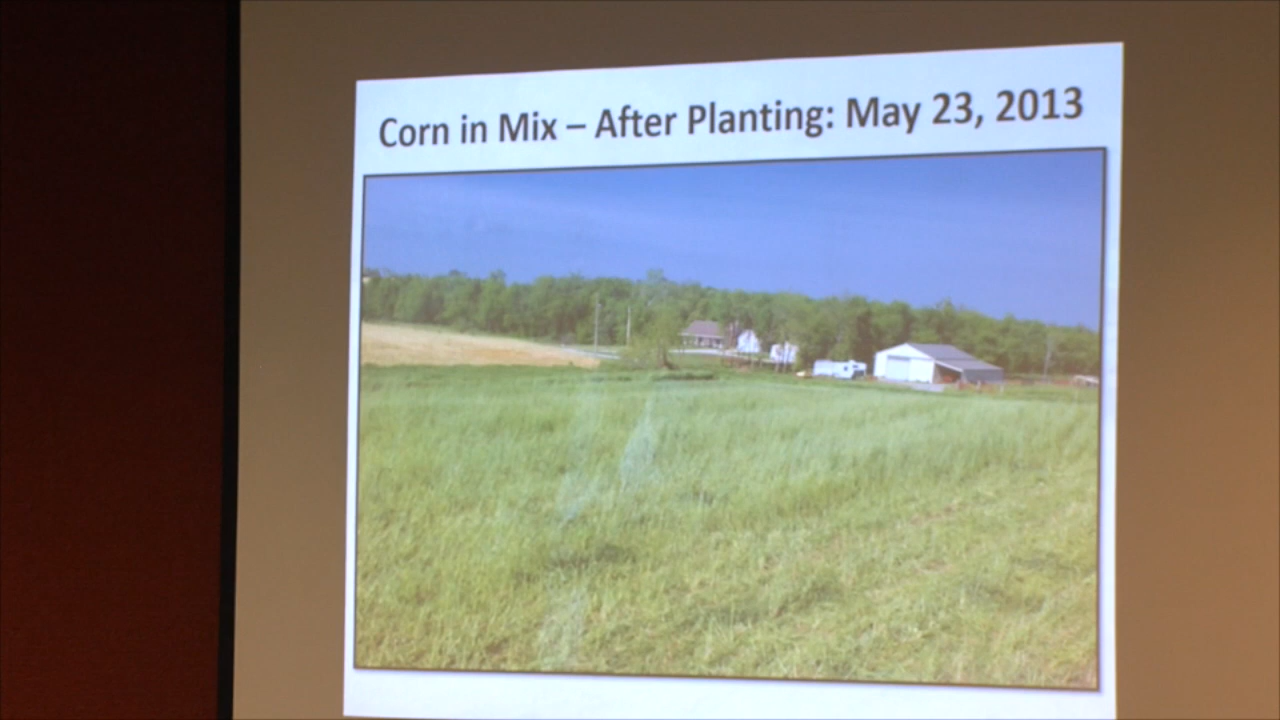 Corn in Mix – After Planting: May 23, 2013